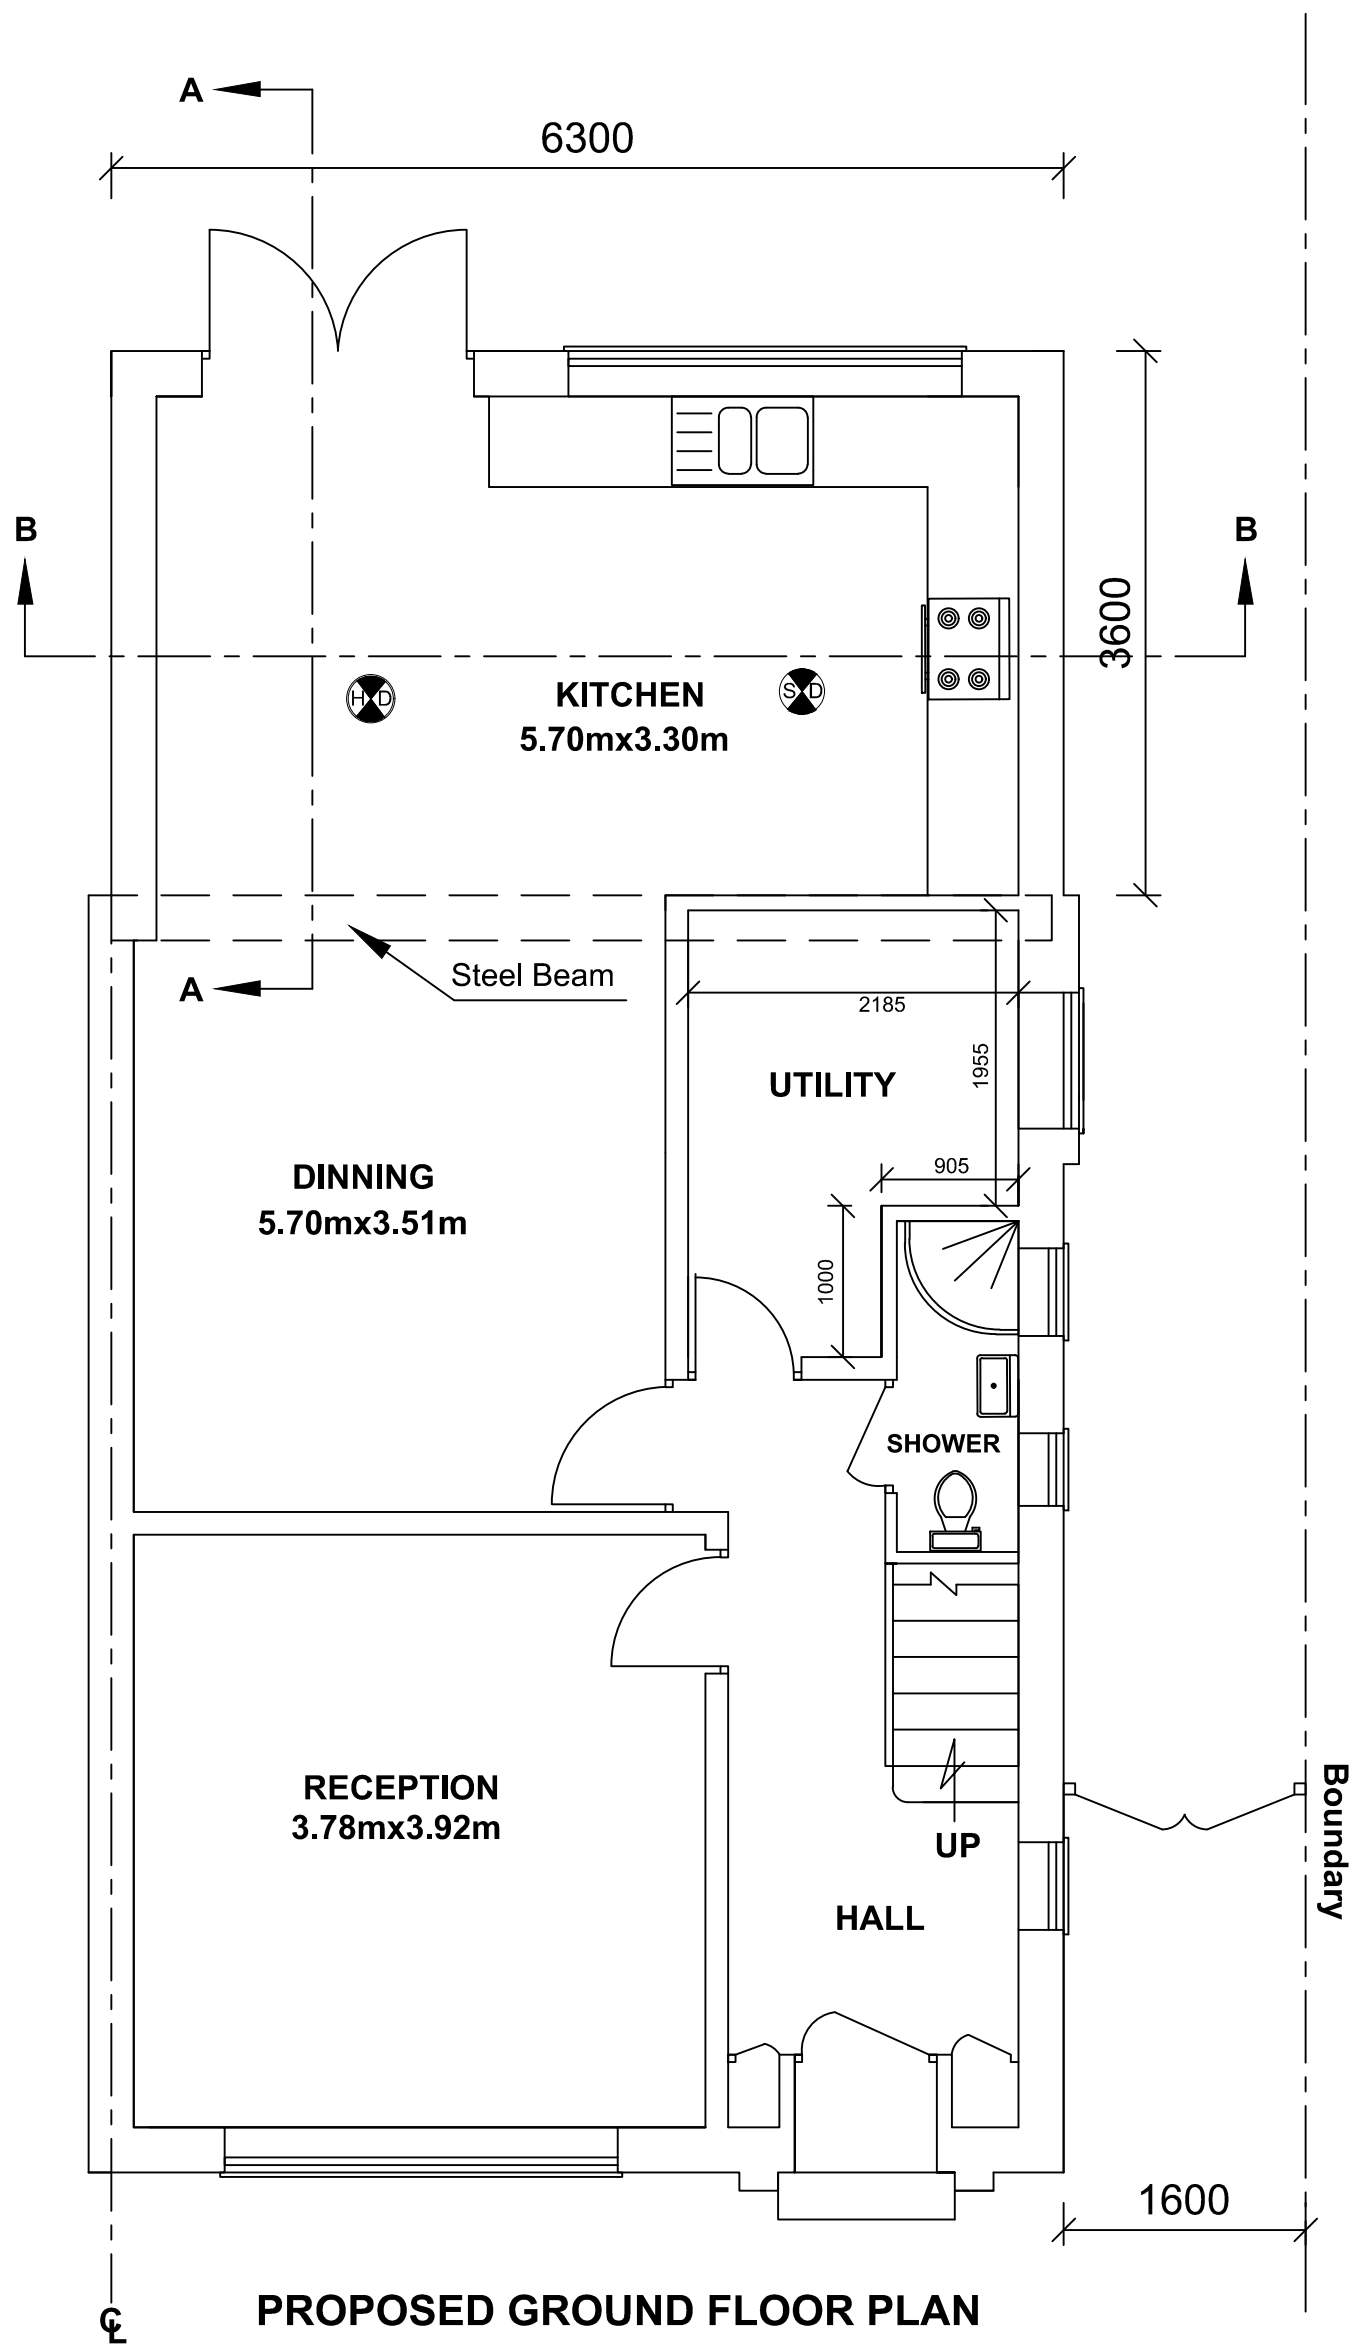 A
6300
B
B
3600
H D
KITCHEN
S D
5.70mx3.30m
A
Steel Beam
2185
1955
UTILITY
905
DINNING
5.70mx3.51m
1000
SHOWER
RECEPTION
3.78mx3.92m
UP
Boundary
HALL
1600
PROPOSED GROUND FLOOR PLAN
℄